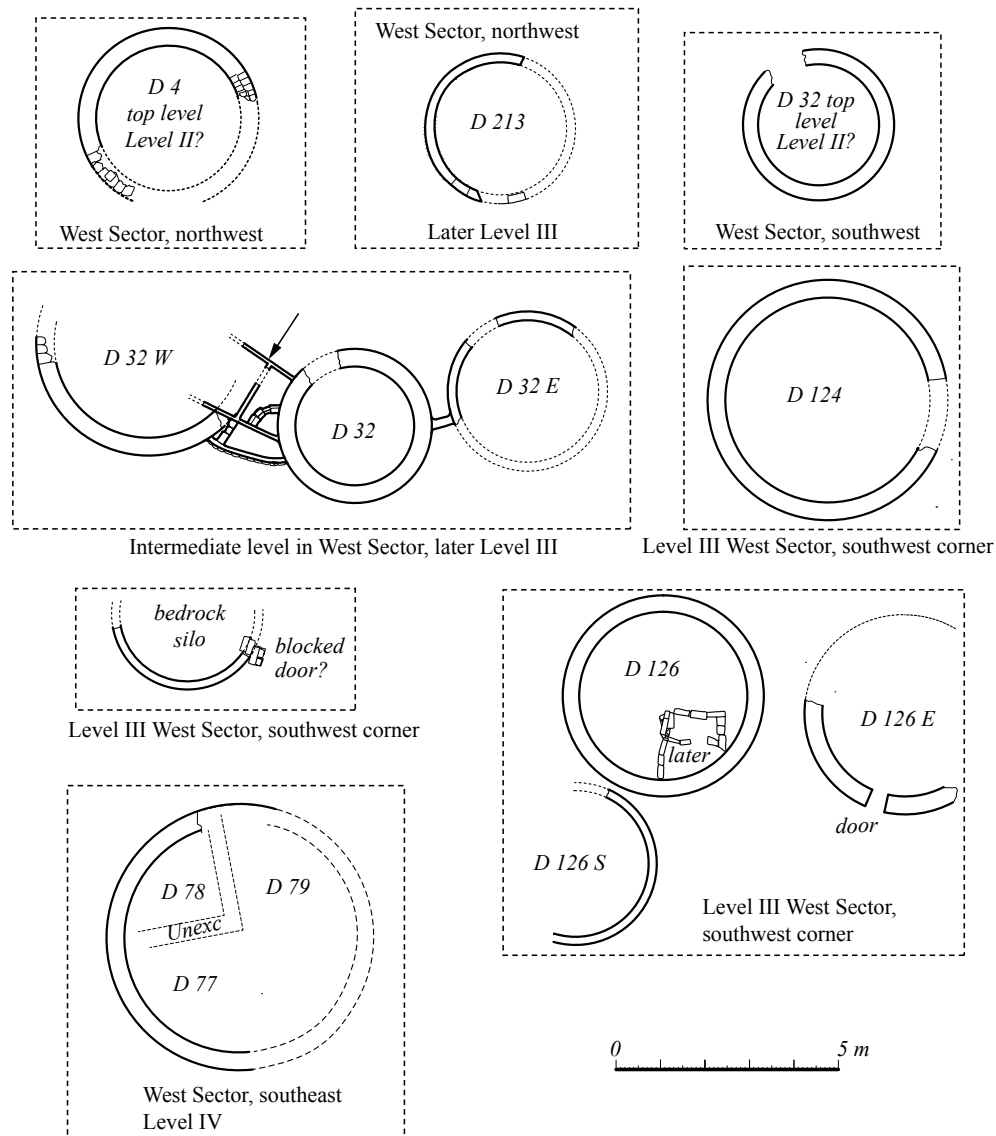 D 4
top level
Level II?
West Sector, northwest
West Sector, northwest
D 213
Later Level III
D 32 top
level
Level II?
West Sector, southwest
D 32 W
D 32
D 32 E
Intermediate level in West Sector, later Level III
D 124
Level III West Sector, southwest corner
bedrock
silo
blocked
door?
Level III West Sector, southwest corner
D 126
later
D 126 E
door
D 126 S
Level III West Sector,
southwest corner
D 78
D 79
Unexc
D 77
West Sector, southeast
Level IV
0
5 m